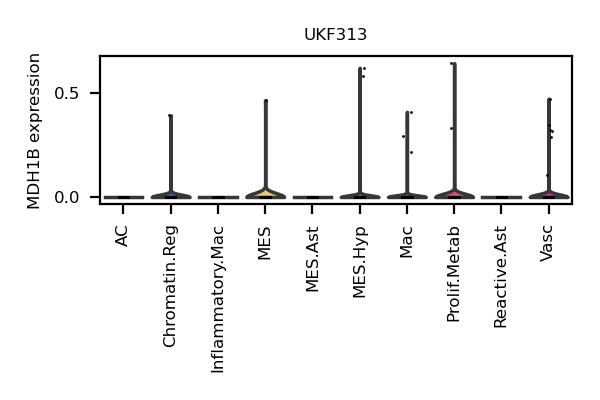 UKF313
MDH1B expression
0.5
0.0
AC
Chromatin.Reg
Inflammatory.Mac
MES
MES.Ast
MES.Hyp
Mac
Prolif.Metab
Reactive.Ast
Vasc